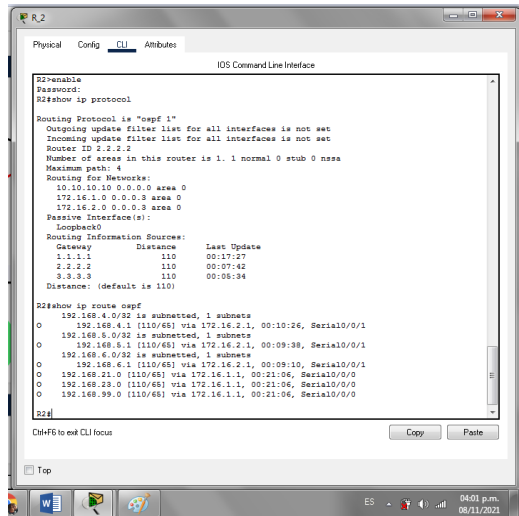 R_2
Physical Config CLI Attributes
IOS Command Line Interface
R2>enable
Password:
R2#show ip protocol
Routing Protocol is "ospf 1"
Outgoing update filter list for all interfaces is not set
Incoming update filter list for all interfaces is not set
Router ID 2.2.2.2
Number of areas in this router is 1. 1 normal 0 stub 0 nssa
Maximum path: 4
Routing for Networks:
10.10.10.10 0.0.0.0 area 0
172.16.1.0 0.0.0.3 area 0
172.16.2.0 0.0.0.3 area 0
Passive Interface(s):
Loopback0
Routing Information Sources:
Gateway Distance Last Update
1.1.1.1 110 00:17:27
2.2.2.2 110 00:07:42
3.3.3.3 110 00:05:34
Distance: (default is 110)
R2#show ip route ospf
192.168.4.0/32 is subnetted, 1 subnets
O 192.168.4.1 [110/65] via 172.16.2.1, 00:10:26, Serial0/0/1
192.168.5.0/32 is subnetted, 1 subnets
O 192.168.5.1 [110/65] via 172.16.2.1, 00:09:38, Serial0/0/1
192.168.6.0/32 is subnetted, 1 subnets
O 192.168.6.1 [110/65] via 172.16.2.1, 00:09:10, Serial0/0/1
O 192.168.21.0 [110/65] via 172.16.1.1, 00:21:06, Serial0/0/0
O 192.168.23.0 [110/65] via 172.16.1.1, 00:21:06, Serial0/0/0
O 192.168.99.0 [110/65] via 172.16.1.1, 00:21:06, Serial0/0/0
R2#
Ctrl+F6 to exit CLI focus
Copy Paste
Top
W ES 04:01 p.m.
08/11/2021